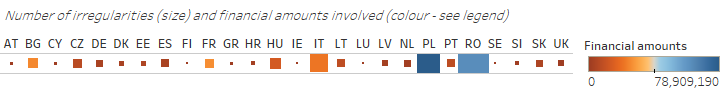 Number of irregularities (size) and financial amounts involved (colour - see legend)
AT BG CY CZ DE DK EE ES FI FR GR HR HU IE IT LT LU LV NL PL PT RO SE SI SK UK
Financial amounts
0 78,909,190